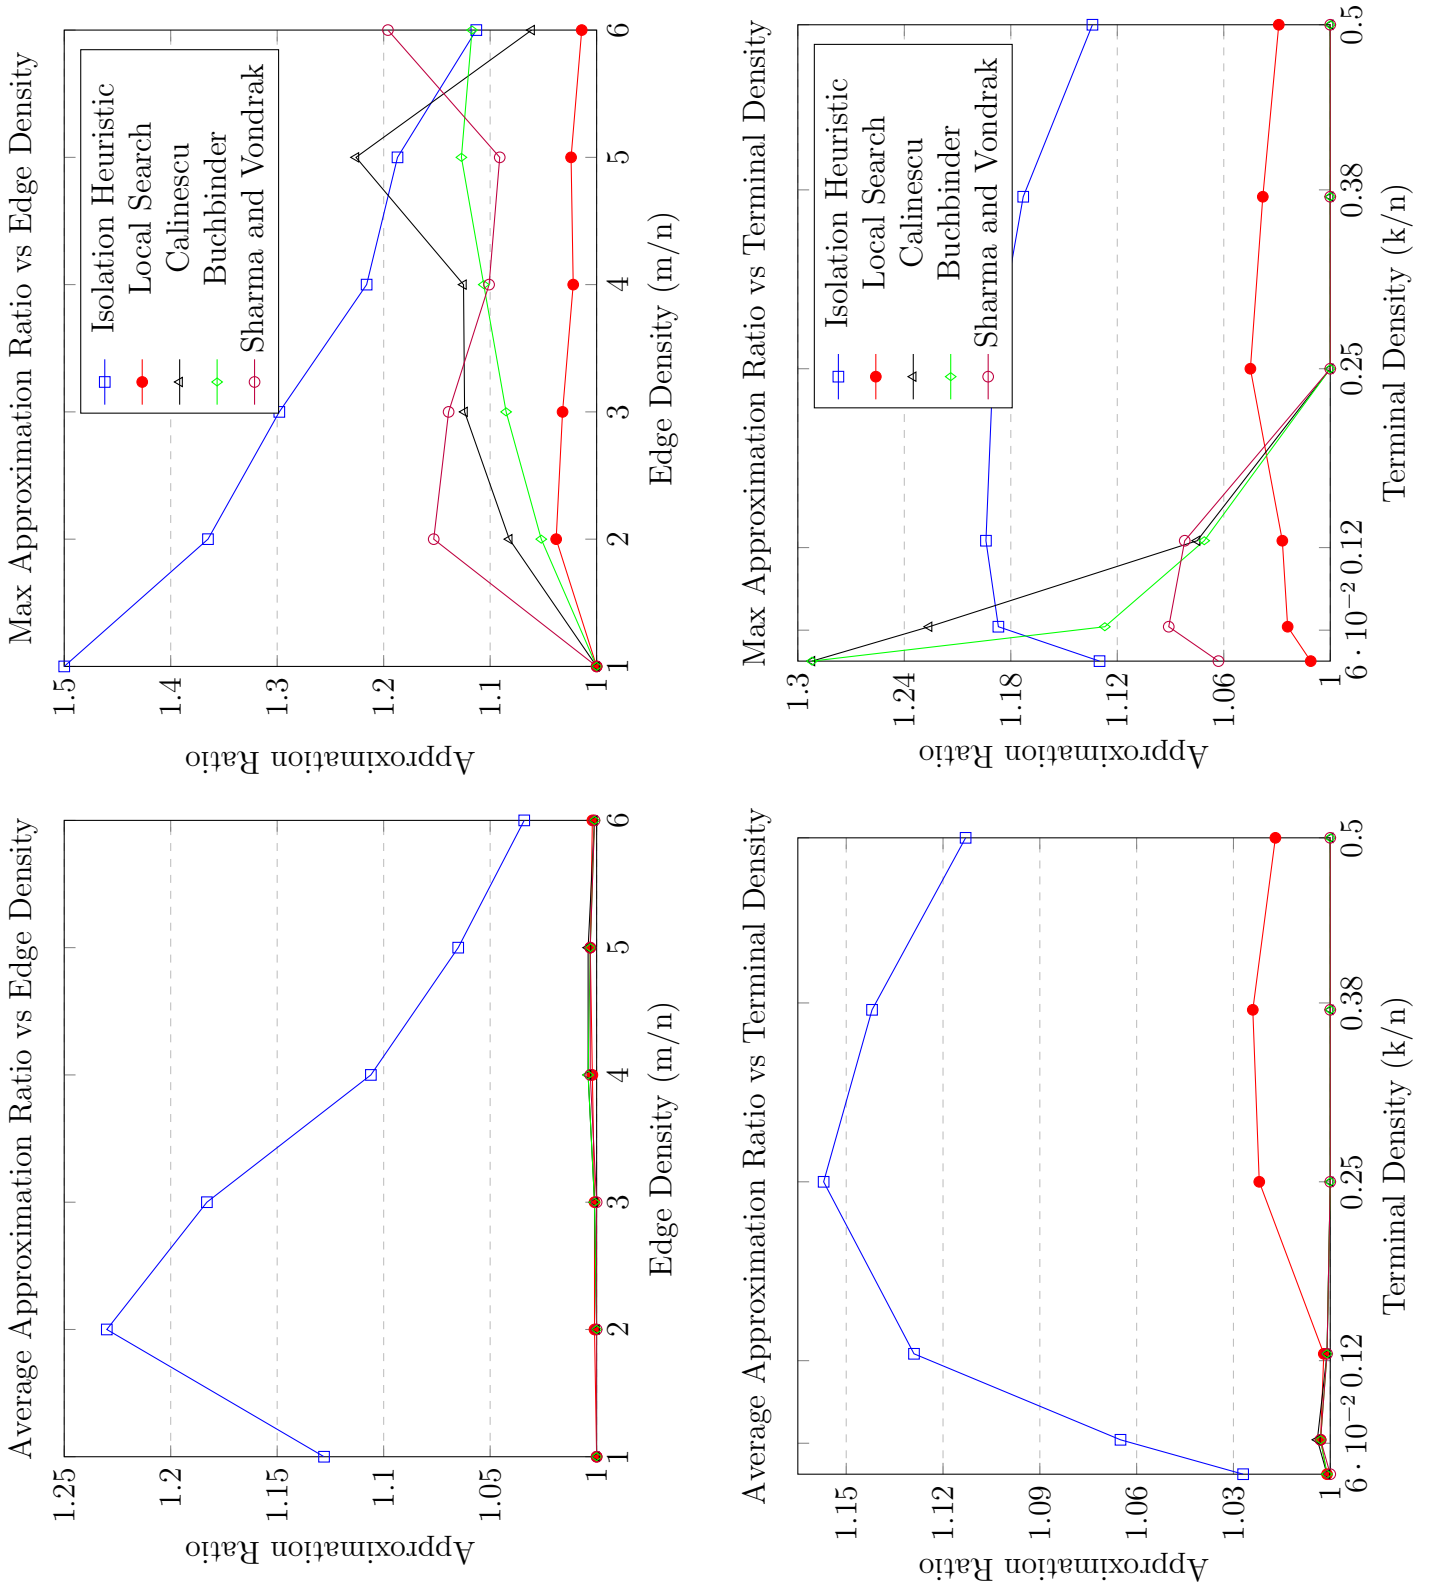 Average Approximation Ratio vs Edge Density
Approximation Ratio
1.25
1.2
1.15
1.1
1.05
1
1 2 3 4 5 6
Edge Density (m/n)
Max Approximation Ratio vs Edge Density
Approximation Ratio
1.5
1.4
1.3
1.2
1.1
1
1 2 3 4 5 6
Edge Density (m/n)
Isolation Heuristic
Local Search
Calinescu
Buchbinder
Sharma and Vondrak
Average Approximation Ratio vs Terminal Density
Approximation Ratio
1.15
1.12
1.09
1.06
1.03
1
6 · 10⁻² 0.12 0.25 0.38 0.5
Terminal Density (k/n)
Max Approximation Ratio vs Terminal Density
Approximation Ratio
1.3
1.24
1.18
1.12
1.06
1
6 · 10⁻² 0.12 0.25 0.38 0.5
Terminal Density (k/n)
Isolation Heuristic
Local Search
Calinescu
Buchbinder
Sharma and Vondrak